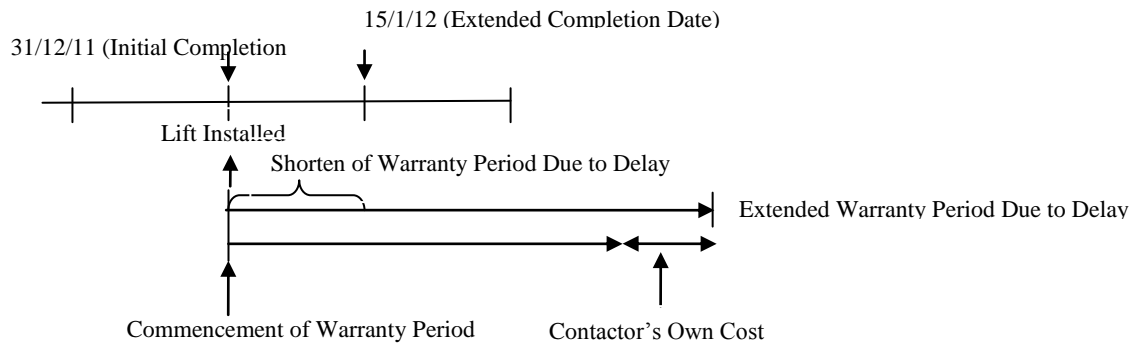 15/1/12 (Extended Completion Date)
31/12/11 (Initial Completion
Lift Installed
Shorten of Warranty Period Due to Delay
Extended Warranty Period Due to Delay
Commencement of Warranty Period
Contactor's Own Cost